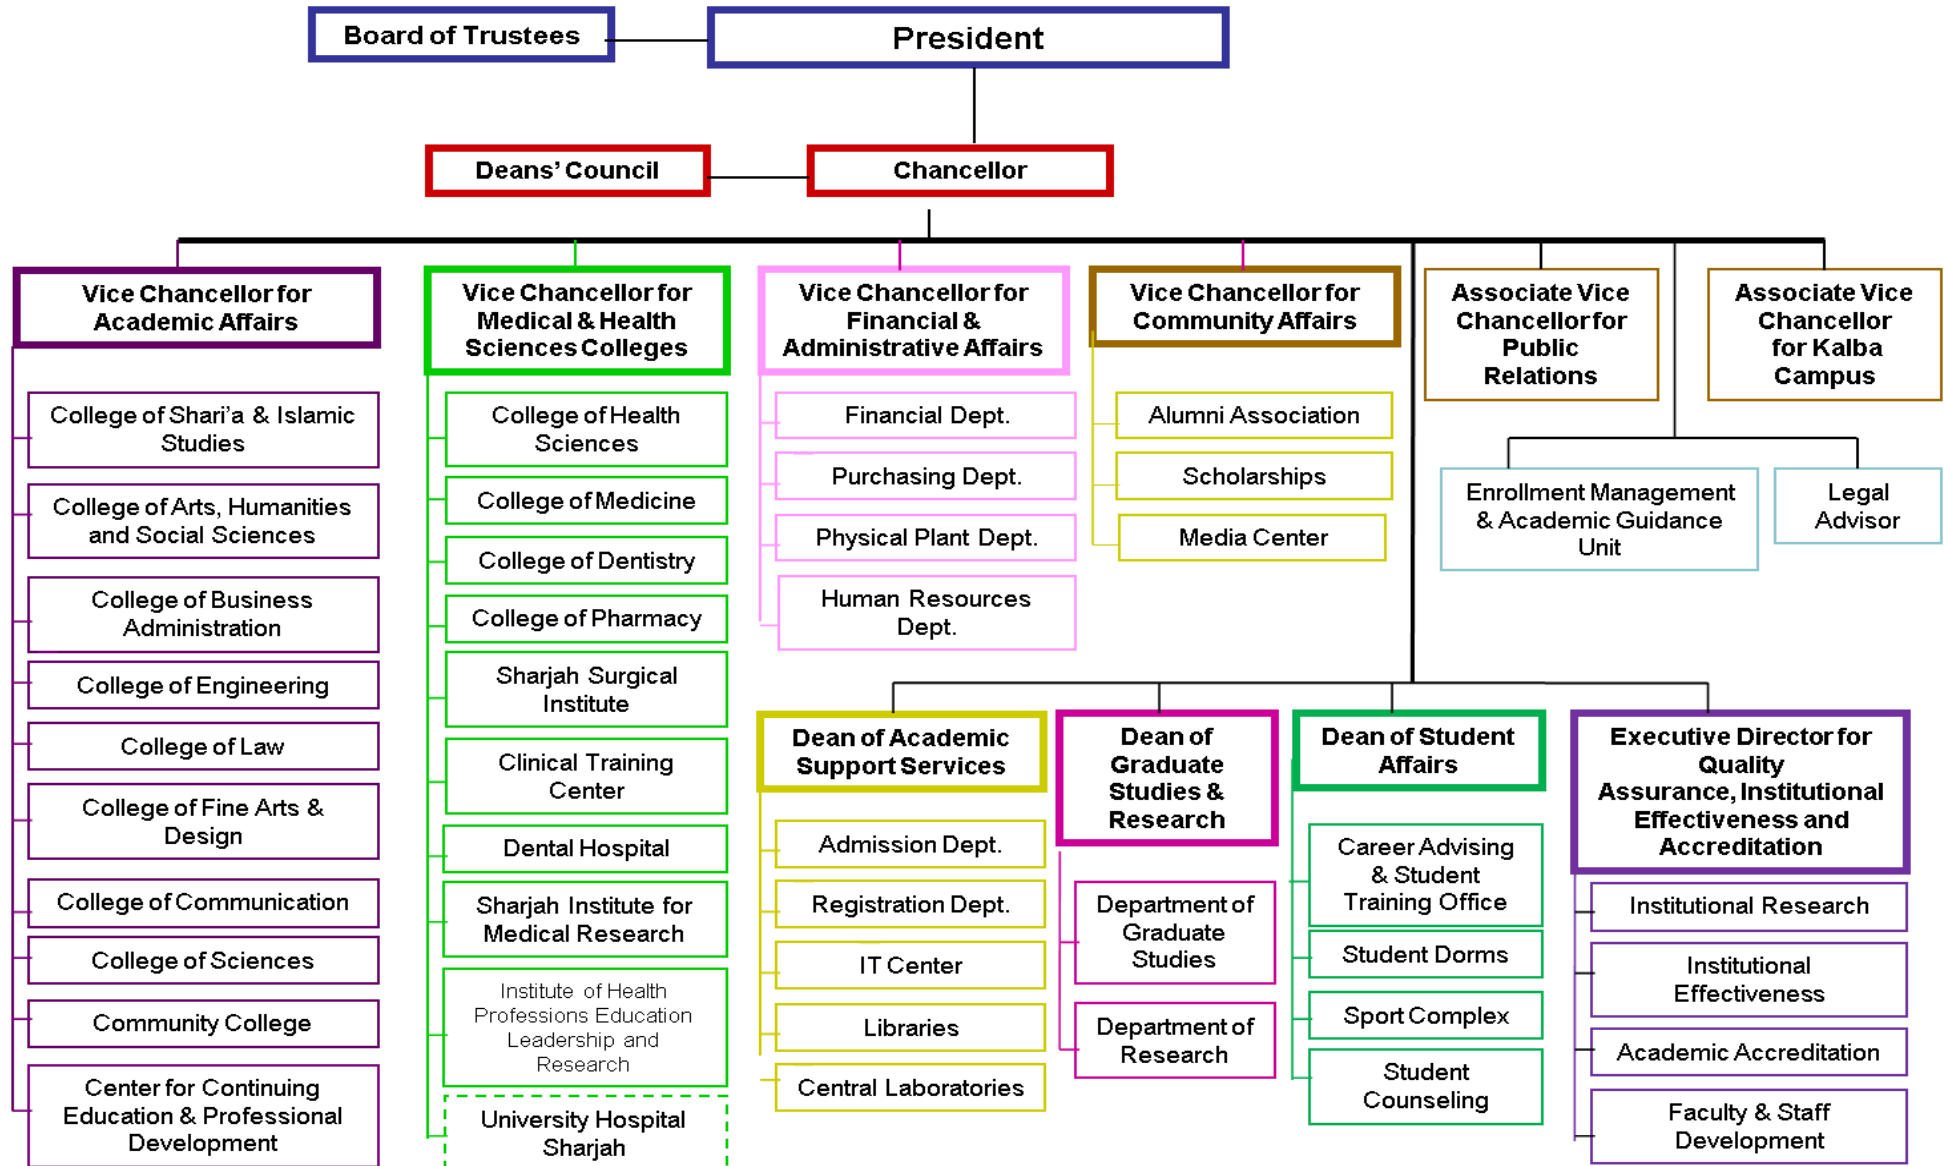 Board of Trustees
President
Deans’ Council
Chancellor
Vice Chancellor for
Academic Affairs
College of Shari’a & Islamic
Studies
College of Arts, Humanities
and Social Sciences
College of Business
Administration
College of Engineering
College of Law
College of Fine Arts &
Design
College of Communication
College of Sciences
Community College
Center for Continuing
Education & Professional
Development
Vice Chancellor for
Medical & Health
Sciences Colleges
College of Health
Sciences
College of Medicine
College of Dentistry
College of Pharmacy
Sharjah Surgical
Institute
Clinical Training
Center
Dental Hospital
Sharjah Institute for
Medical Research
Institute of Health
Professions Education
Leadership and
Research
University Hospital
Sharjah
Vice Chancellor for
Financial &
Administrative Affairs
Financial Dept.
Purchasing Dept.
Physical Plant Dept.
Human Resources
Dept.
Vice Chancellor for
Community Affairs
Alumni Association
Scholarships
Media Center
Associate Vice
Chancellor for
Public
Relations
Associate Vice
Chancellor
for Kalba
Campus
Enrollment Management
& Academic Guidance
Unit
Legal
Advisor
Dean of Academic
Support Services
Admission Dept.
Registration Dept.
IT Center
Libraries
Central Laboratories
Dean of
Graduate
Studies &
Research
Department of
Graduate
Studies
Department of
Research
Dean of Student
Affairs
Career Advising
& Student
Training Office
Student Dorms
Sport Complex
Student
Counseling
Executive Director for
Quality
Assurance, Institutional
Effectiveness and
Accreditation
Institutional Research
Institutional
Effectiveness
Academic Accreditation
Faculty & Staff
Development